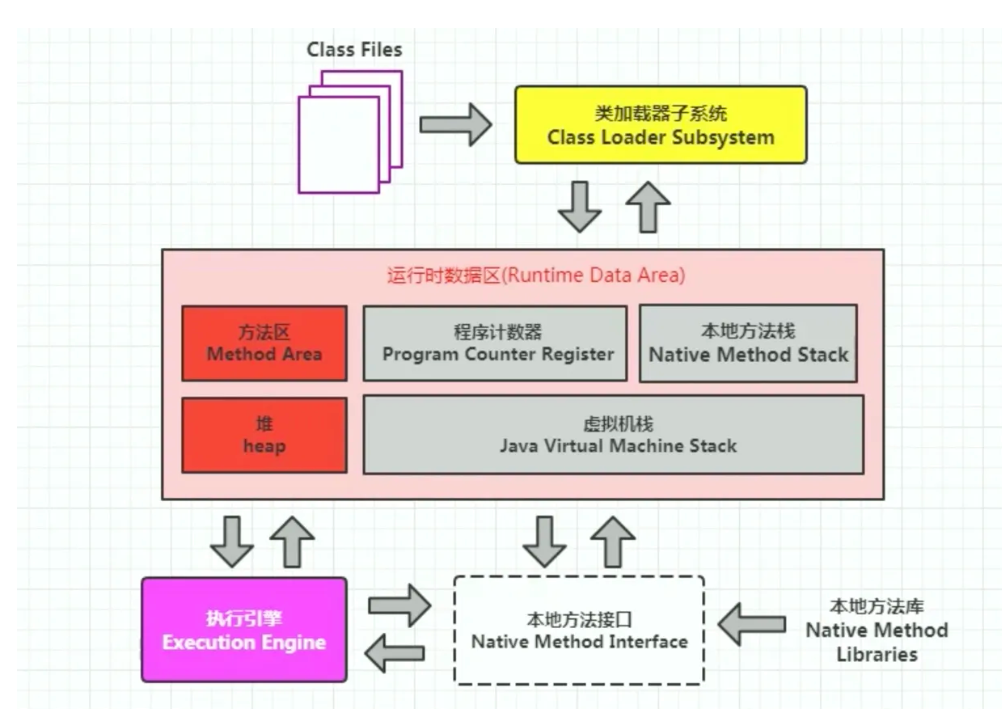 Class Files
类加载器子系统
Class Loader Subsystem
运行时数据区(Runtime Data Area)
方法区
Method Area
程序计数器
Program Counter Register
本地方法栈
Native Method Stack
堆
heap
虚拟机栈
Java Virtual Machine Stack
执行引擎
Execution Engine
本地方法接口
Native Method Interface
本地方法库
Native Method
Libraries